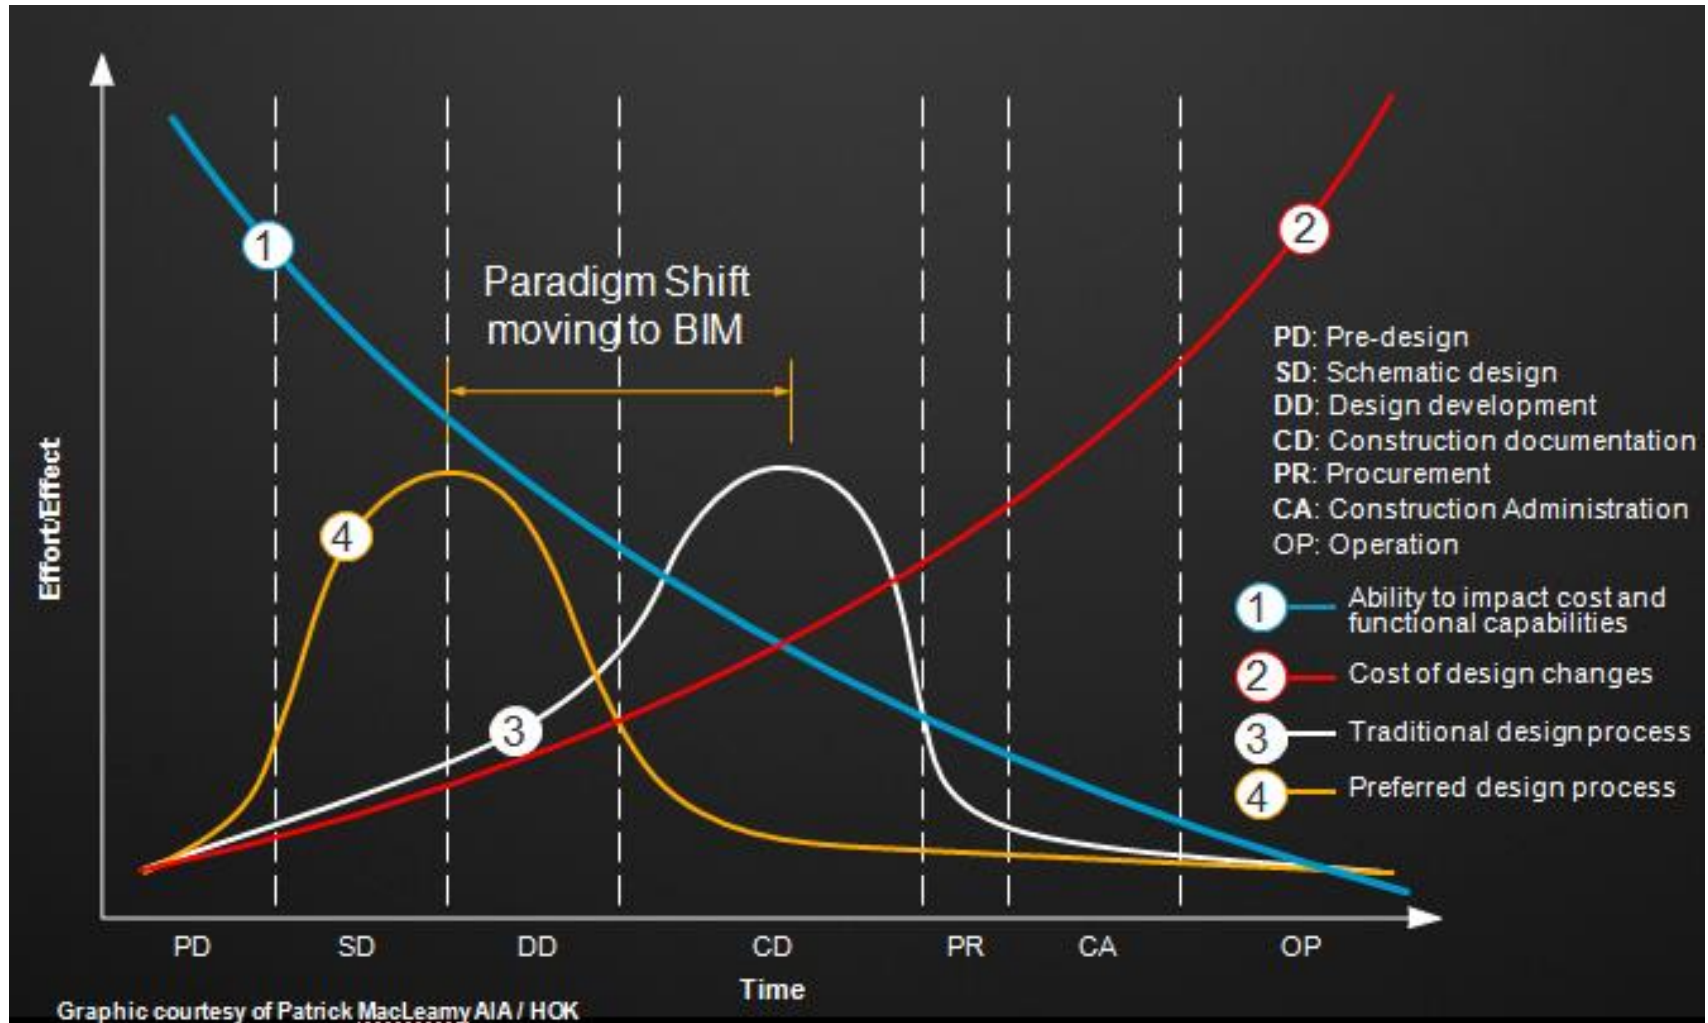 1
2
Paradigm Shift
moving to BIM
PD: Pre-design
SD: Schematic design
DD: Design development
CD: Construction documentation
PR: Procurement
CA: Construction Administration
OP: Operation
Effort/Effect
4
3
1 Ability to impact cost and
functional capabilities
2 Cost of design changes
3 Traditional design process
4 Preferred design process
PD SD DD CD PR CA OP
Time
Graphic courtesy of Patrick MacLeamy AIA / HOK